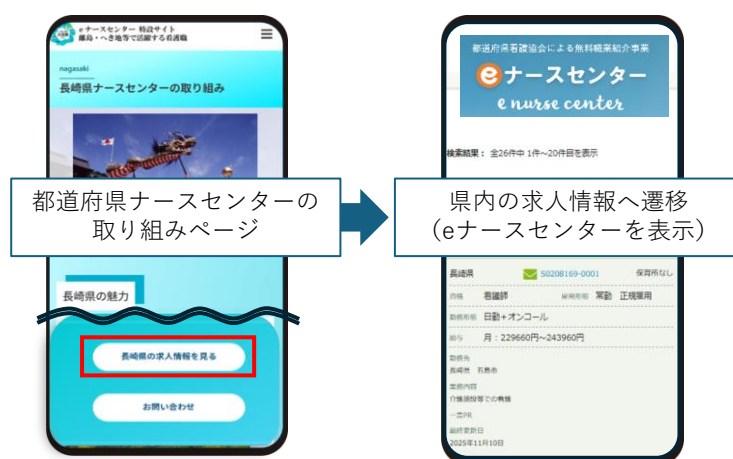 eナースセンター 特設サイト
離島・へき地等で活躍する看護職
nagasaki
長崎県ナースセンターの取り組み
都道府県ナースセンターの
取り組みページ
長崎県の魅力
長崎県の求人情報を見る
お問い合わせ
都道府県看護協会による無料職業紹介事業
eナースセンター
e nurse center
検索結果： 全26件中 1件～20件目を表示
県内の求人情報へ遷移
（eナースセンターを表示）
長崎県 S0208169-0001 保育所なし
資格 看護師 雇用形態 常勤 正規雇用
勤務形態 日勤+オンコール
給与 月：229660円～243960円
勤務先
長崎県 五島市
業務内容
介護施設等での看護
一言PR
最終更新日
2025年11月10日